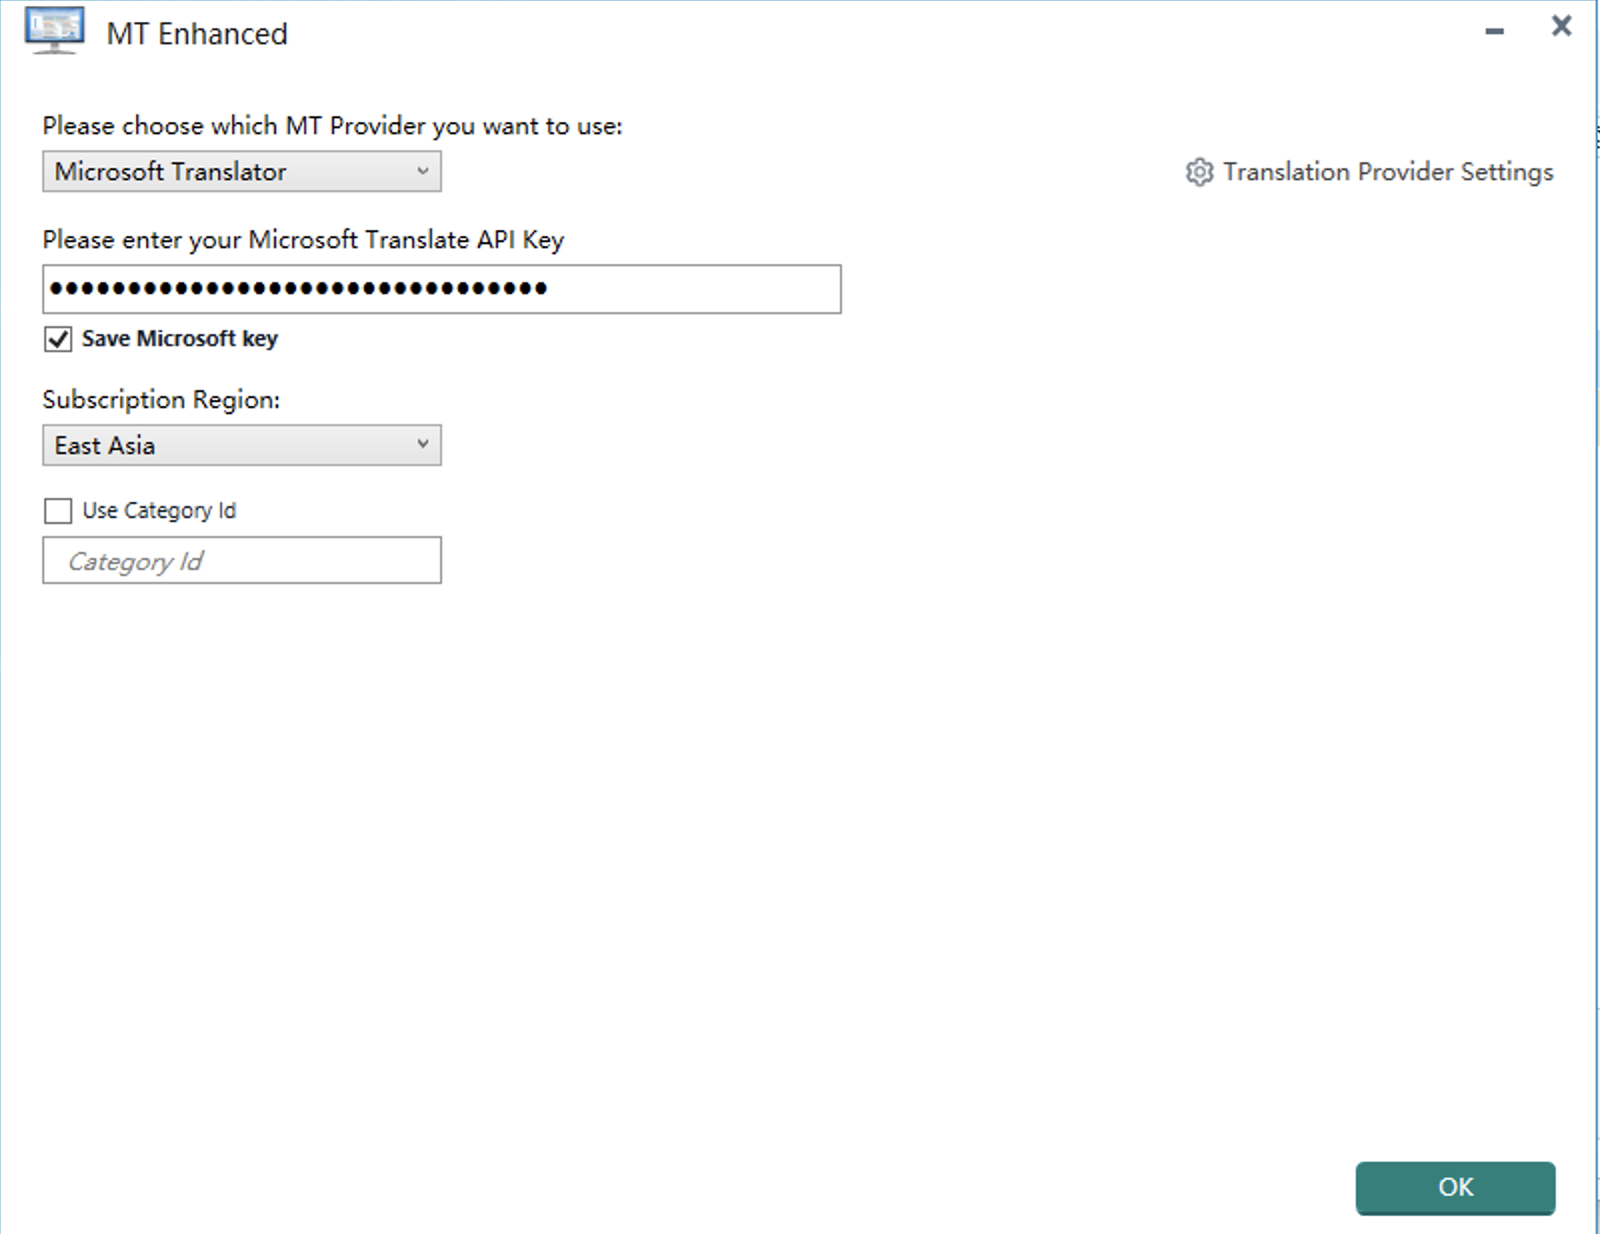 MT Enhanced
Please choose which MT Provider you want to use:
Microsoft Translator
Translation Provider Settings
Please enter your Microsoft Translate API Key
●●●●●●●●●●●●●●●●●●●●●●●●●●●●●●●●
Save Microsoft key
Subscription Region:
East Asia
Use Category Id
Category Id
OK